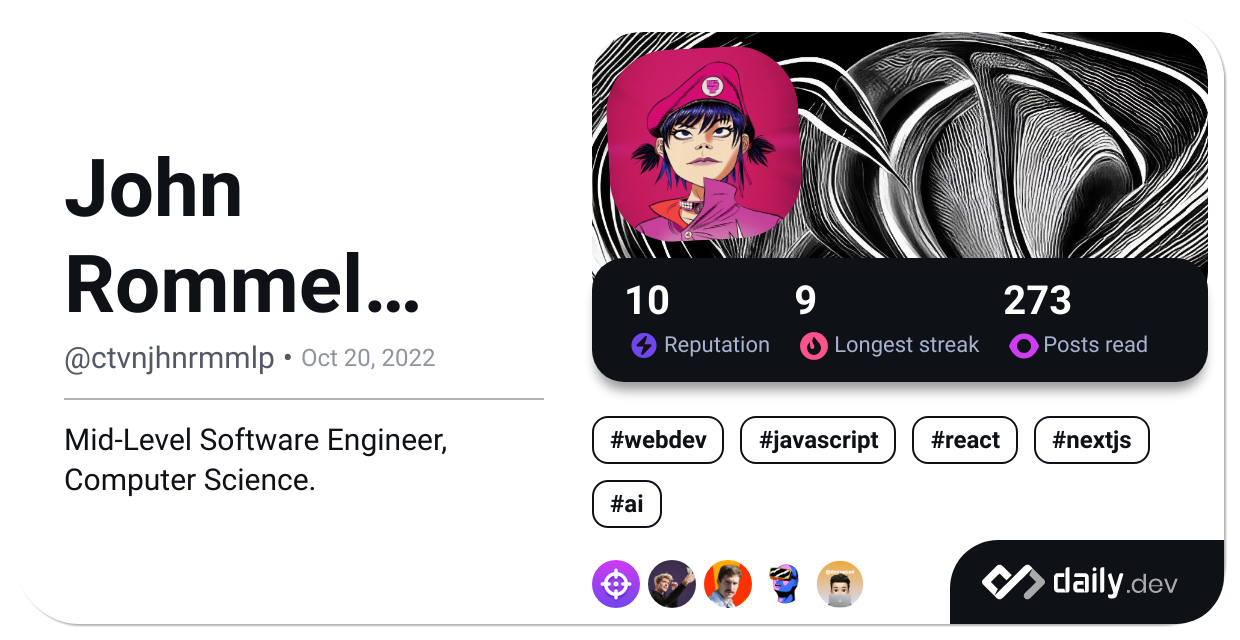 John
Rommel...
@ctvnjhnrmmlp • Oct 20, 2022
Mid-Level Software Engineer,
Computer Science.
10 9 273
Reputation Longest streak Posts read
#webdev #javascript #react #nextjs
#ai
daily.dev